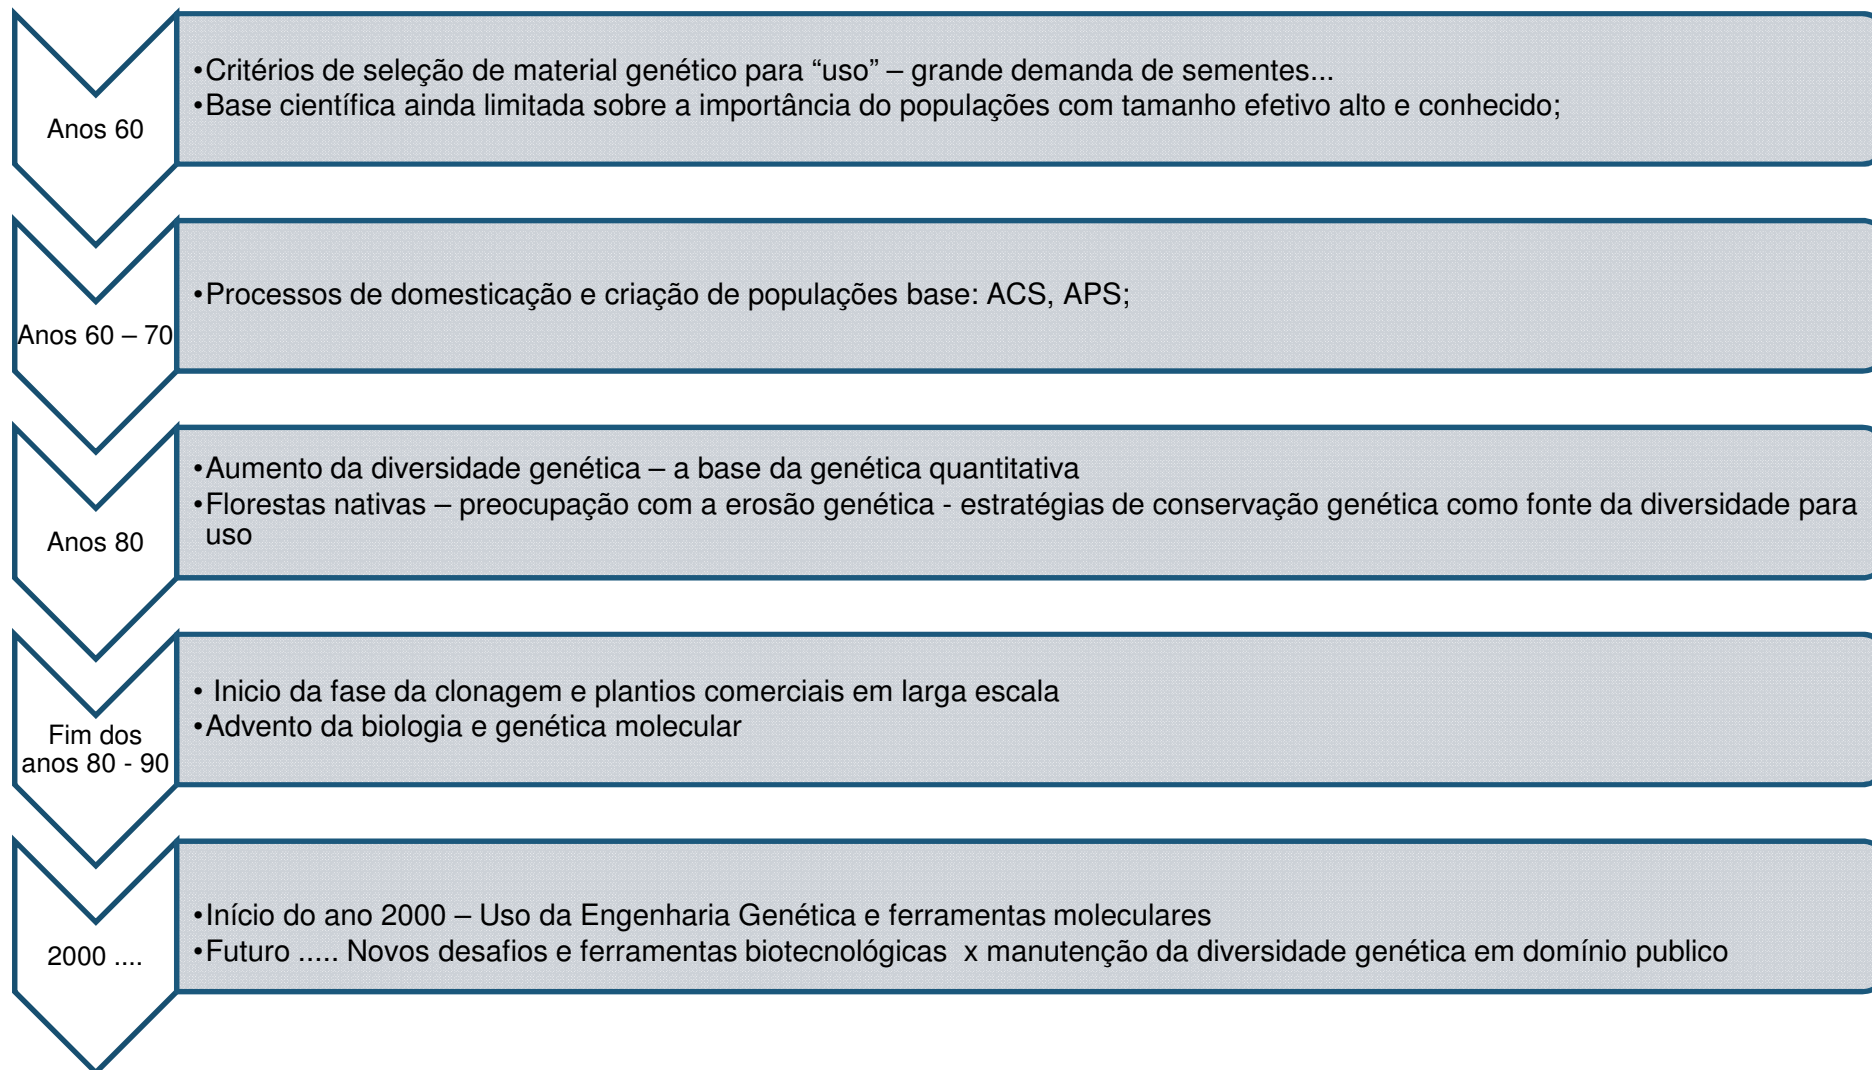 Anos 60
•Critérios de seleção de material genético para “uso” – grande demanda de sementes...
•Base científica ainda limitada sobre a importância do populações com tamanho efetivo alto e conhecido;
Anos 60 – 70
•Processos de domesticação e criação de populações base: ACS, APS;
Anos 80
•Aumento da diversidade genética – a base da genética quantitativa
•Florestas nativas – preocupação com a erosão genética - estratégias de conservação genética como fonte da diversidade para
uso
Fim dos
anos 80 - 90
• Inicio da fase da clonagem e plantios comerciais em larga escala
•Advento da biologia e genética molecular
2000 ....
•Início do ano 2000 – Uso da Engenharia Genética e ferramentas moleculares
•Futuro ..... Novos desafios e ferramentas biotecnológicas  x manutenção da diversidade genética em domínio publico